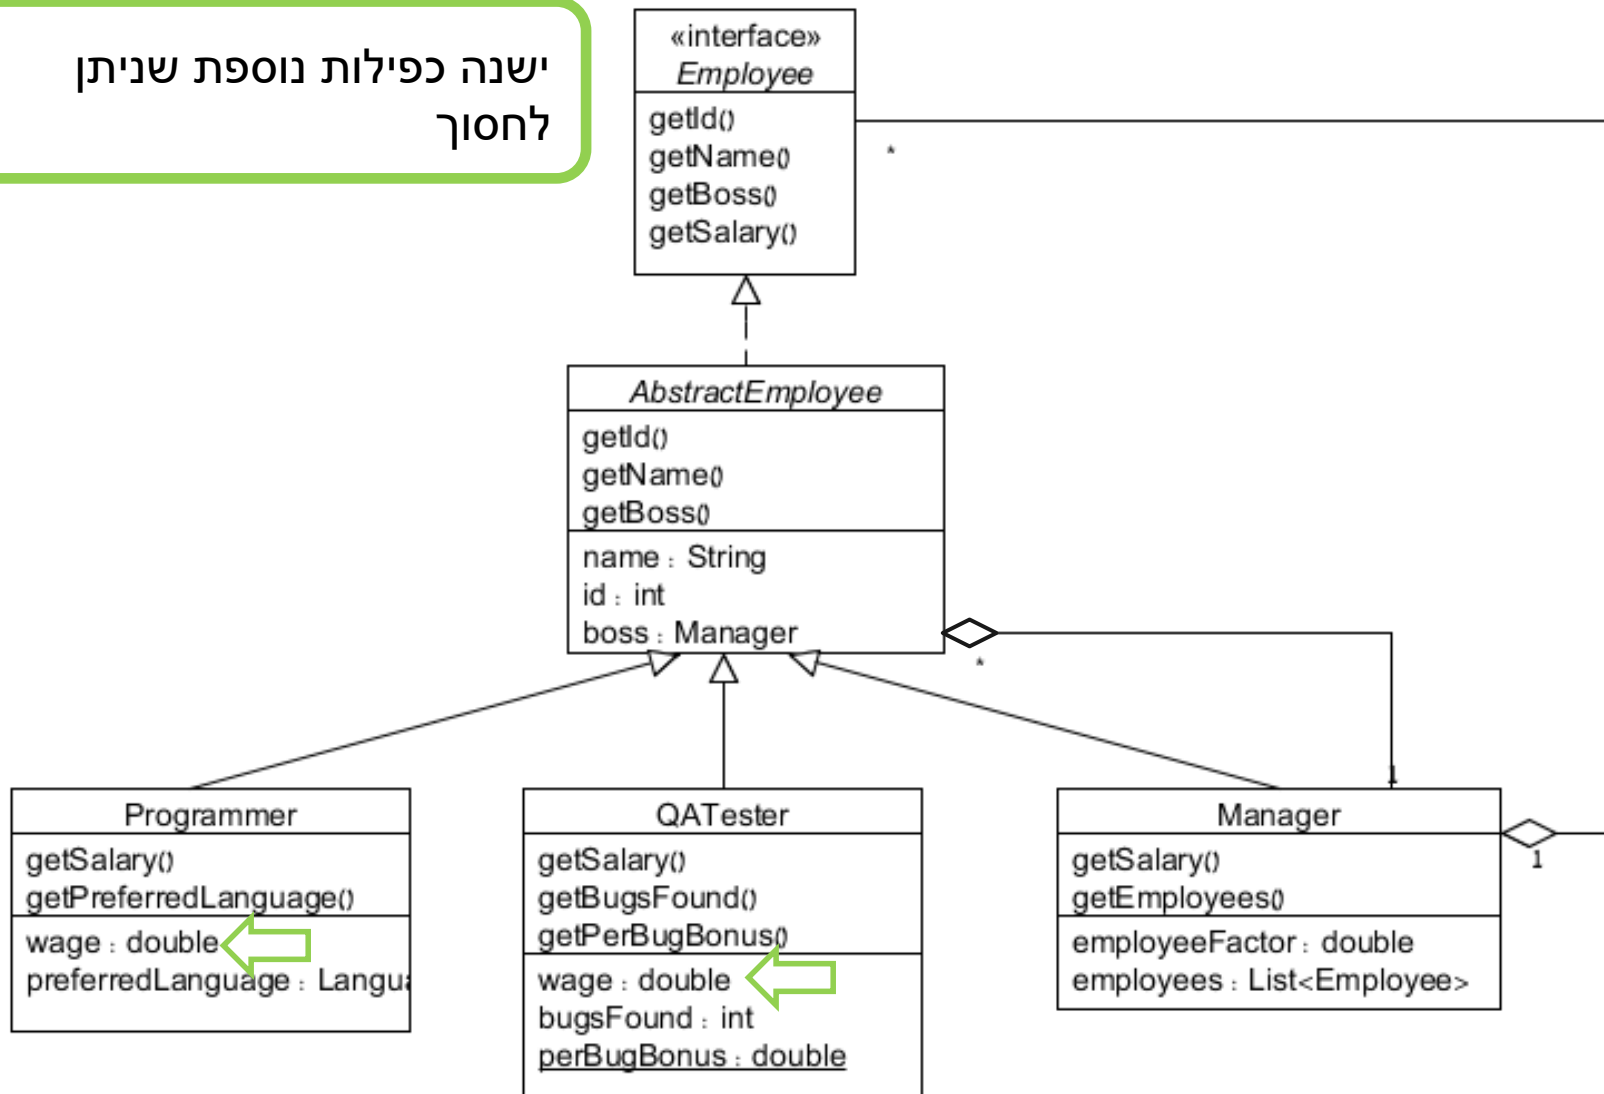 ישנה כפילות נוספת שניתן
לחסוך
«interface»
Employee
getId()
getName()
getBoss()
getSalary()
*
AbstractEmployee
getId()
getName()
getBoss()
name : String
id : int
boss : Manager
*
1
Programmer
getSalary()
getPreferredLanguage()
wage : double
preferredLanguage :
QATester
getSalary()
getBugsFound()
getPerBugBonus()
wage : double
bugsFound : int
perBugBonus : double
Manager
getSalary()
getEmployees()
employeeFactor : double
employees : List<Employee>
1